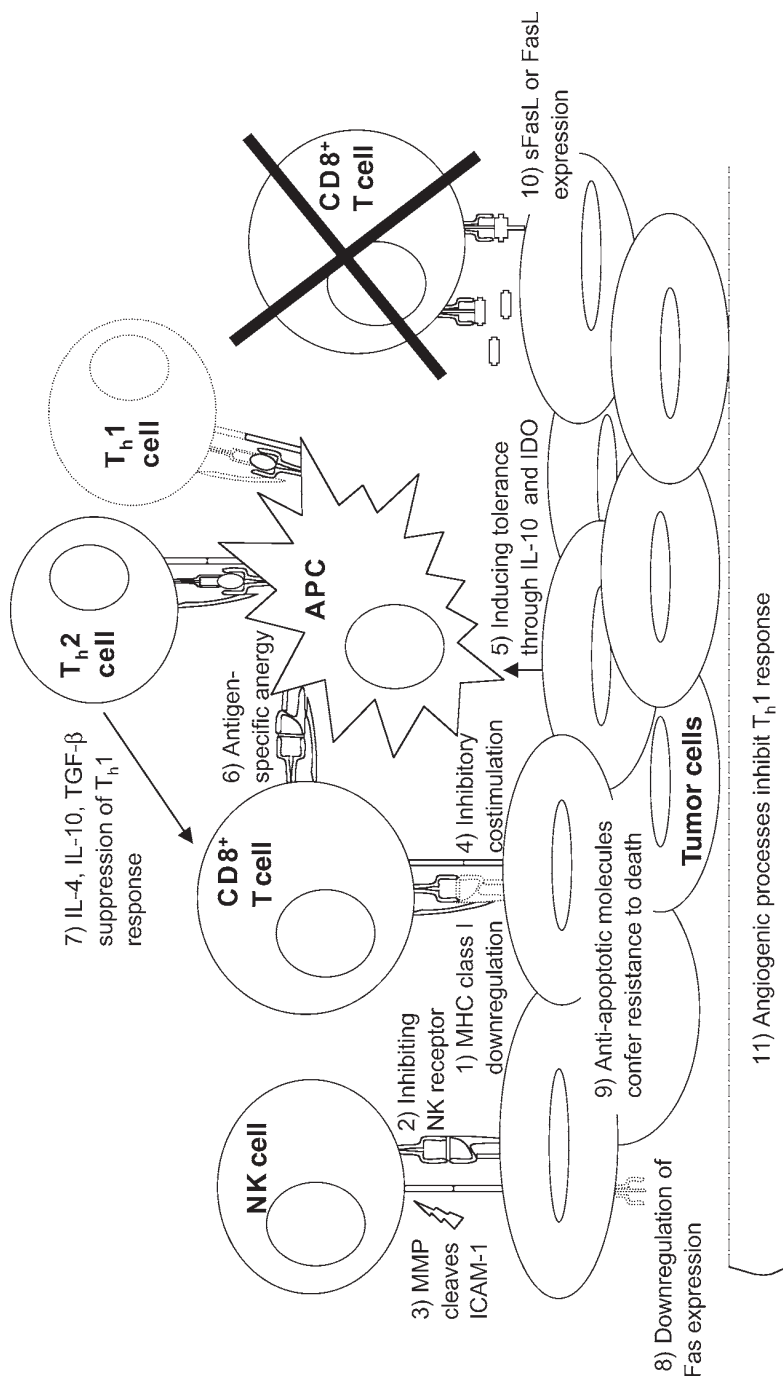 7) IL-4, IL-10, TGF-β
suppression of Th1
response
Th2
cell
Th1
cell
6) Antigen-
specific anergy
APC
CD8+
T cell
CD8+
T cell
NK cell
3) MMP
cleaves
ICAM-1
2) Inhibiting
NK receptor
1) MHC class I
downregulation
4) Inhibitory
costimulation
5) Inducing tolerance
through IL-10 and IDO
10) sFasL or FasL
expression
9) Anti-apoptotic molecules
confer resistance to death
Tumor cells
8) Downregulation of
Fas expression
11) Angiogenic processes inhibit Th1 response